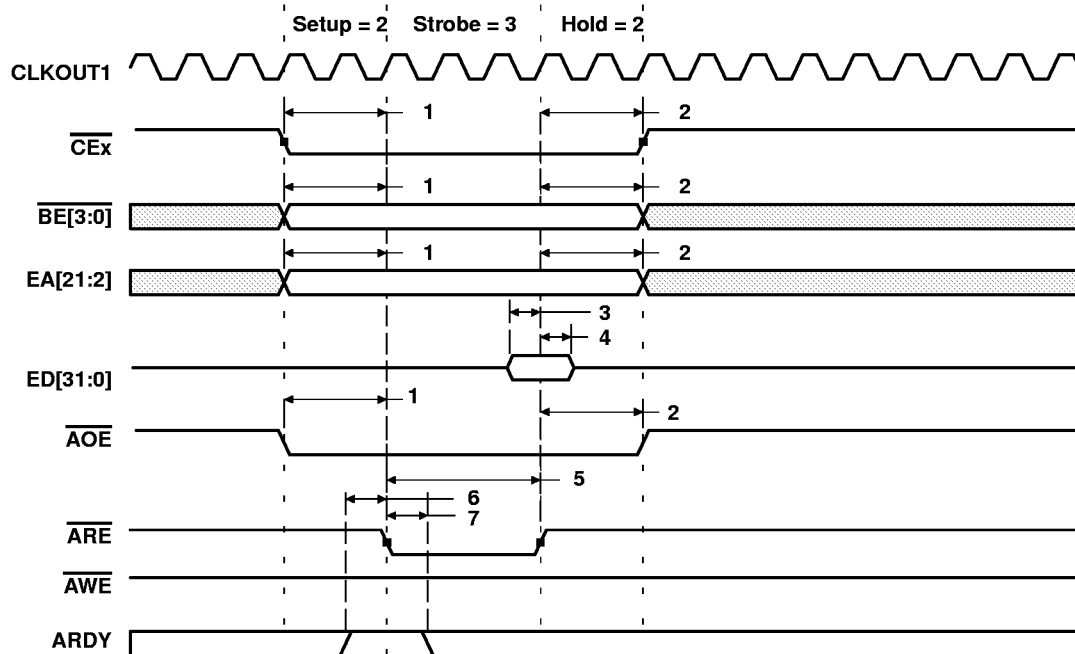 Setup = 2 Strobe = 3 Hold = 2
CLKOUT1
1 2
CEx
1 2
BE[3:0]
1 2
EA[21:2]
3
4
ED[31:0]
1
2
AOE
5
6
7
ARE
AWE
ARDY